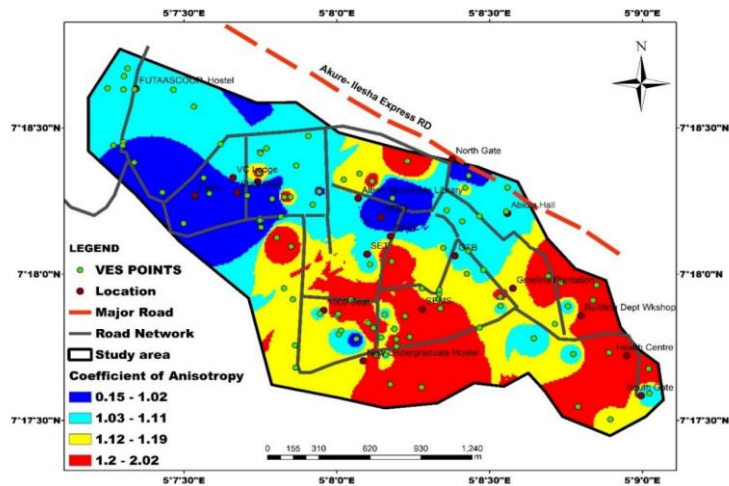 5°7'30"E 5°8'0"E 5°8'30"E 5°9'0"E
N
Akure- Ilesha Express RD
FUTAASCOOP Hostel
7°18'30"N 7°18'30"N
North Gate
VC Lodge
Library
Abiola Hall
SET
GEB
7°18'0"N 7°18'0"N
Building Dept Wkshop
SEMS
Health Centre
New Undergraduate Hostel
South Gate
7°17'30"N 7°17'30"N
LEGEND
VES POINTS
Location
Major Road
Road Network
Study area
Coefficient of Anisotropy
0.15 - 1.02
1.03 - 1.11
1.12 - 1.19
1.2 - 2.02
0 155 310 620 930 1,240
m
5°7'30"E 5°8'0"E 5°8'30"E 5°9'0"E